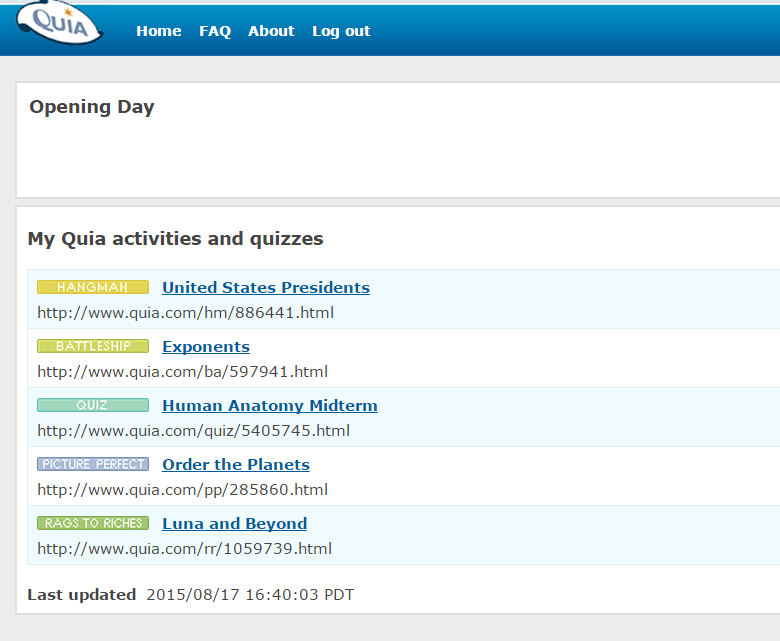 QUIA
Home FAQ About Log out
Opening Day
My Quia activities and quizzes
HANGMAN United States Presidents
http://www.quia.com/hm/886441.html
BATTLESHIP Exponents
http://www.quia.com/ba/597941.html
QUIZ Human Anatomy Midterm
http://www.quia.com/quiz/5405745.html
PICTURE PERFECT Order the Planets
http://www.quia.com/pp/285860.html
RAGS TO RICHES Luna and Beyond
http://www.quia.com/rr/1059739.html
Last updated 2015/08/17 16:40:03 PDT